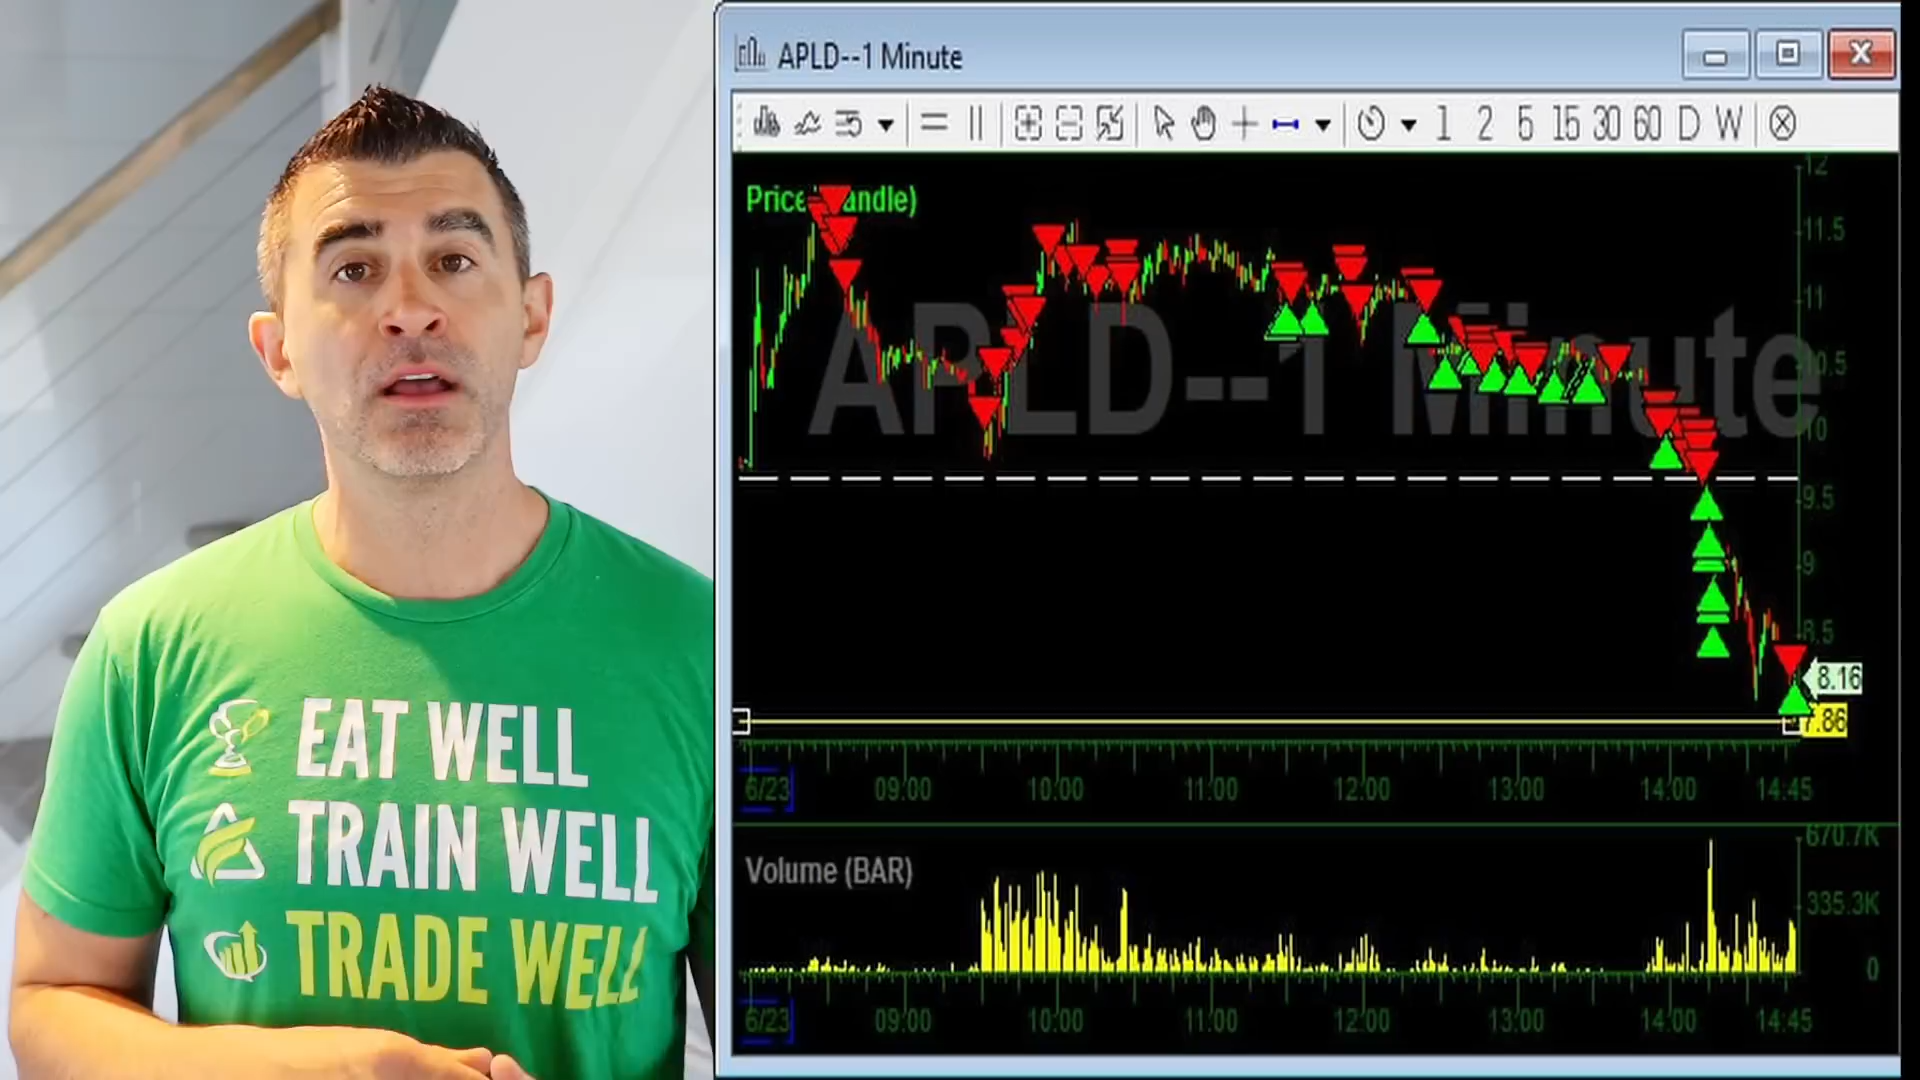 EAT WELL
TRAIN WELL
TRADE WELL
APLD--1 Minute
1 2 5 15 30 60 D W
Price andle)
APLD--1 Minute
12
11.5
11
10.5
10
9.5
9
8.5
8.16
7.86
6/23 09:00 10:00 11:00 12:00 13:00 14:00 14:45
Volume (BAR)
670.7K
335.3K
0
6/23 09:00 10:00 11:00 12:00 13:00 14:00 14:45